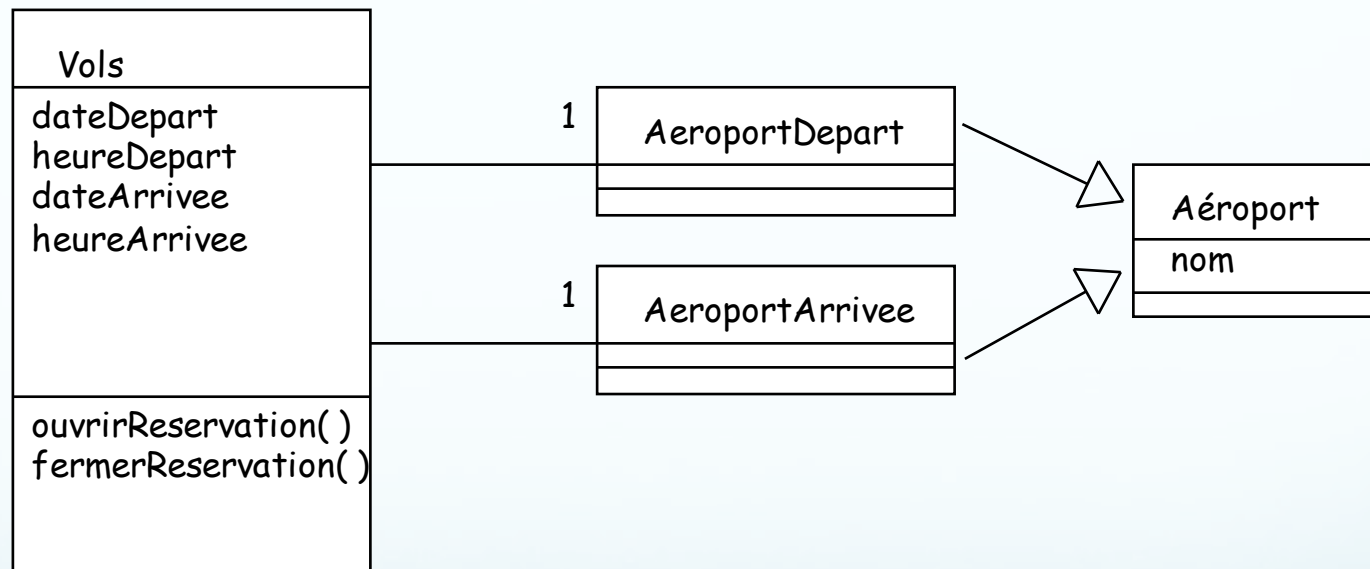 Vols
dateDepart
heureDepart
dateArrivee
heureArrivee
ouvrirReservation( )
fermerReservation( )
1
AeroportDepart
1
AeroportArrivee
Aéroport
nom